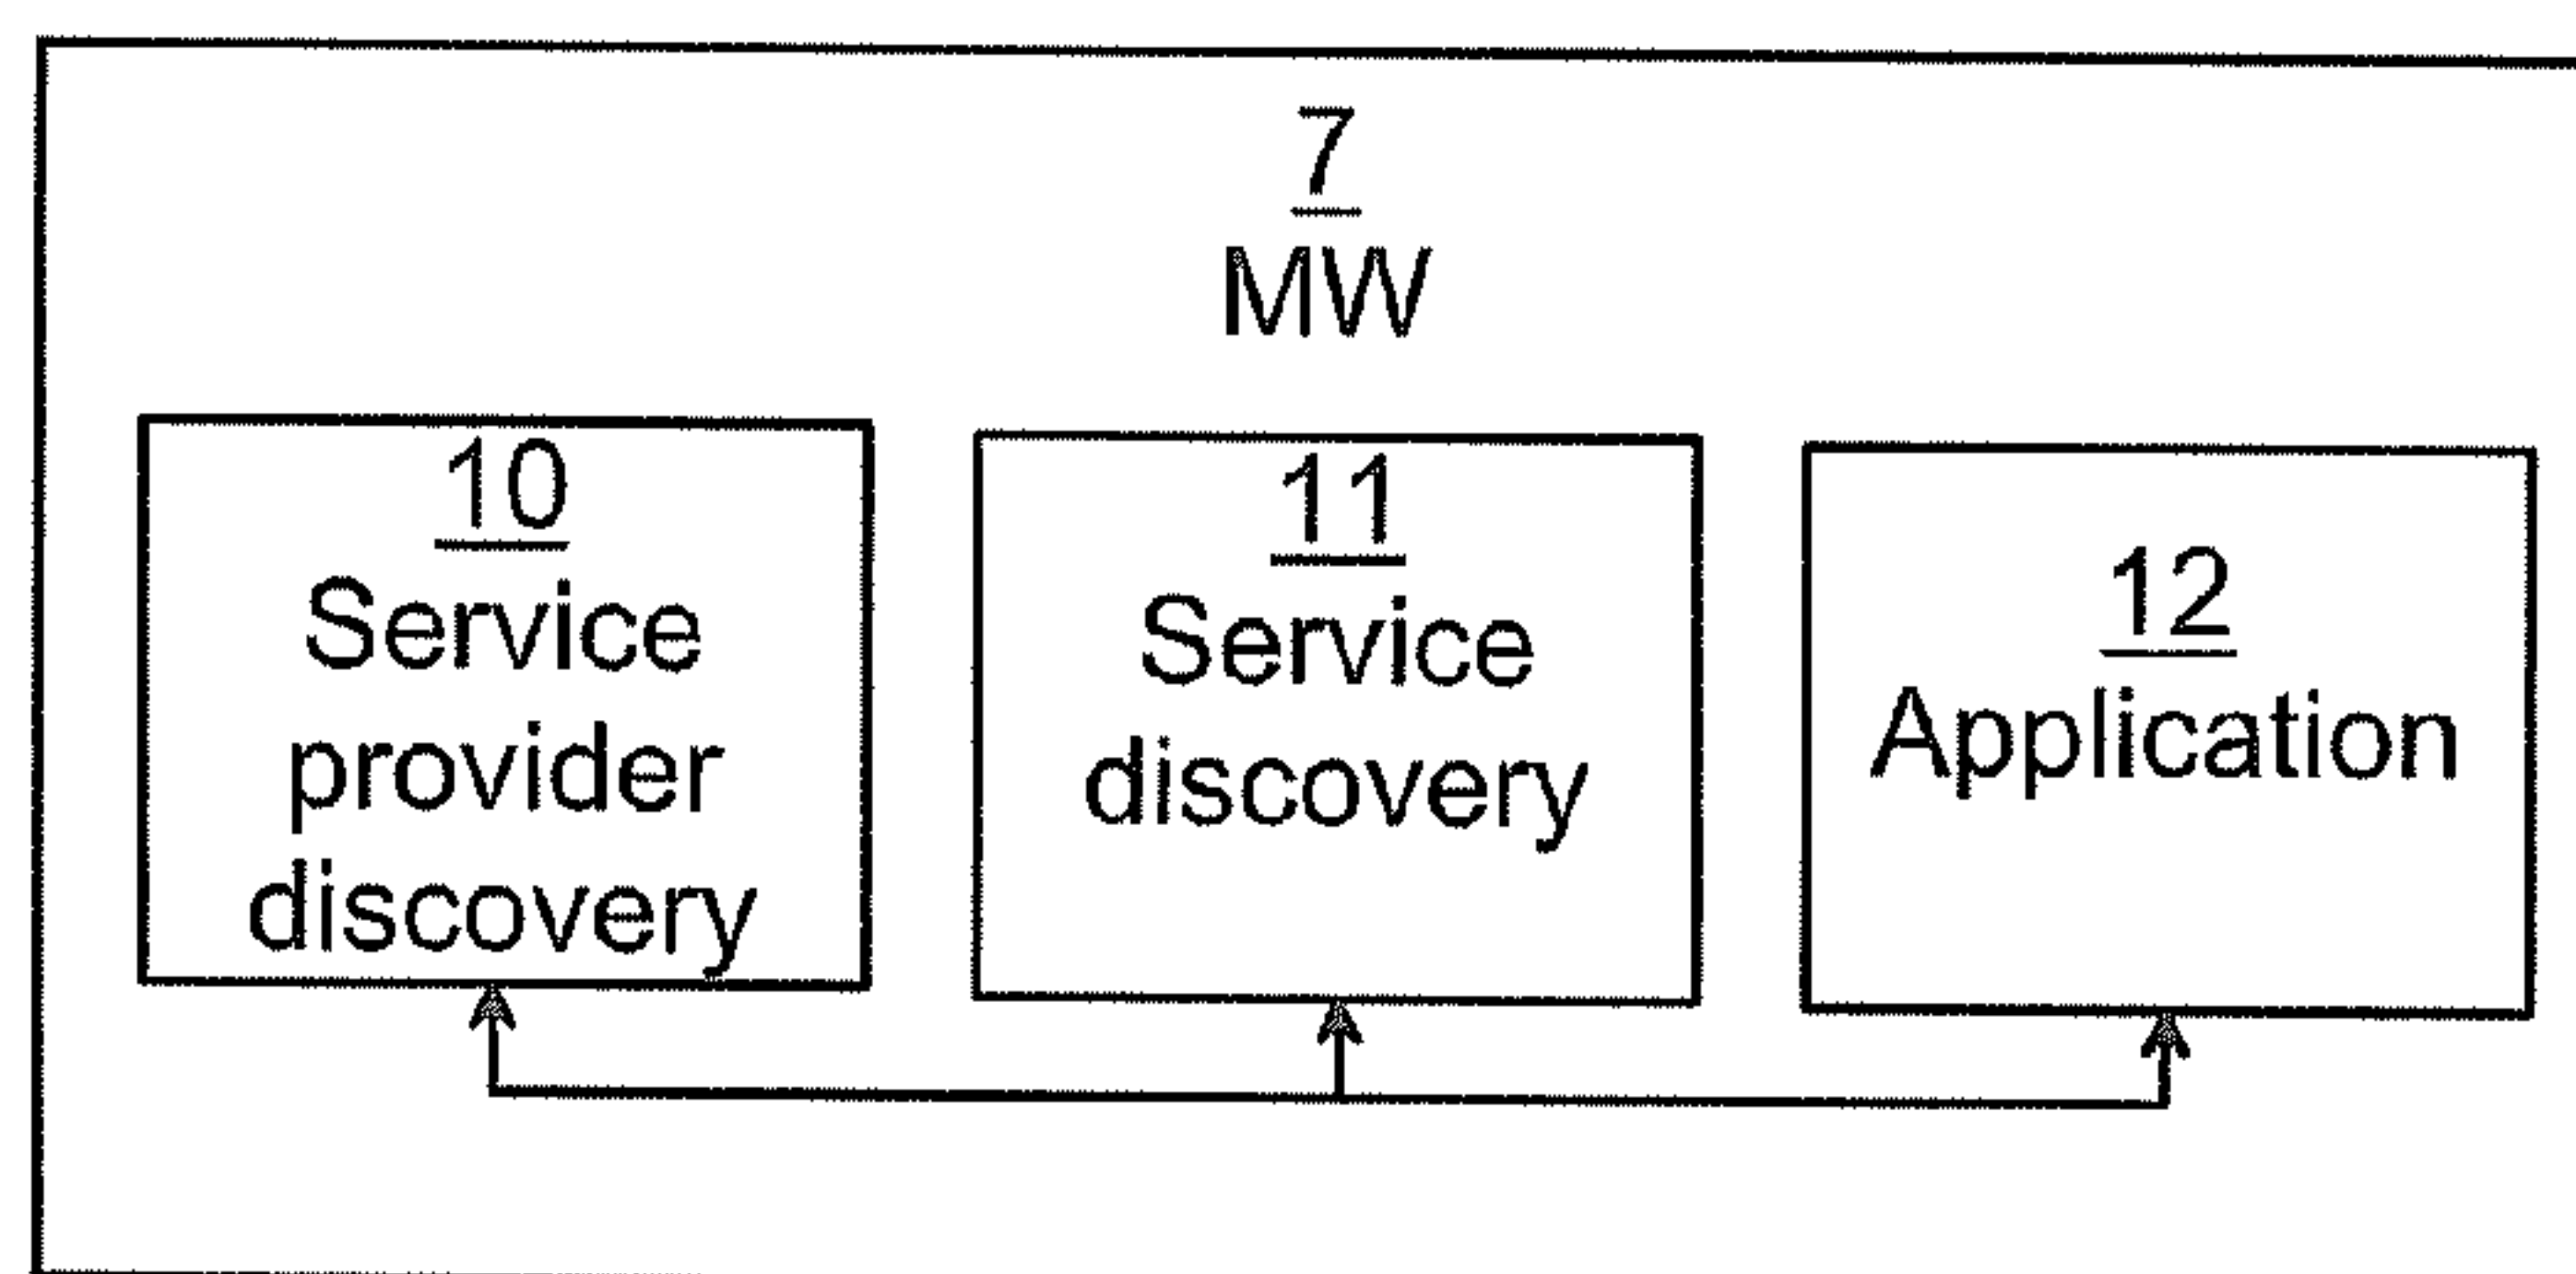 7
MW
10
Service
provider
discovery
11
Service
discovery
12
Application